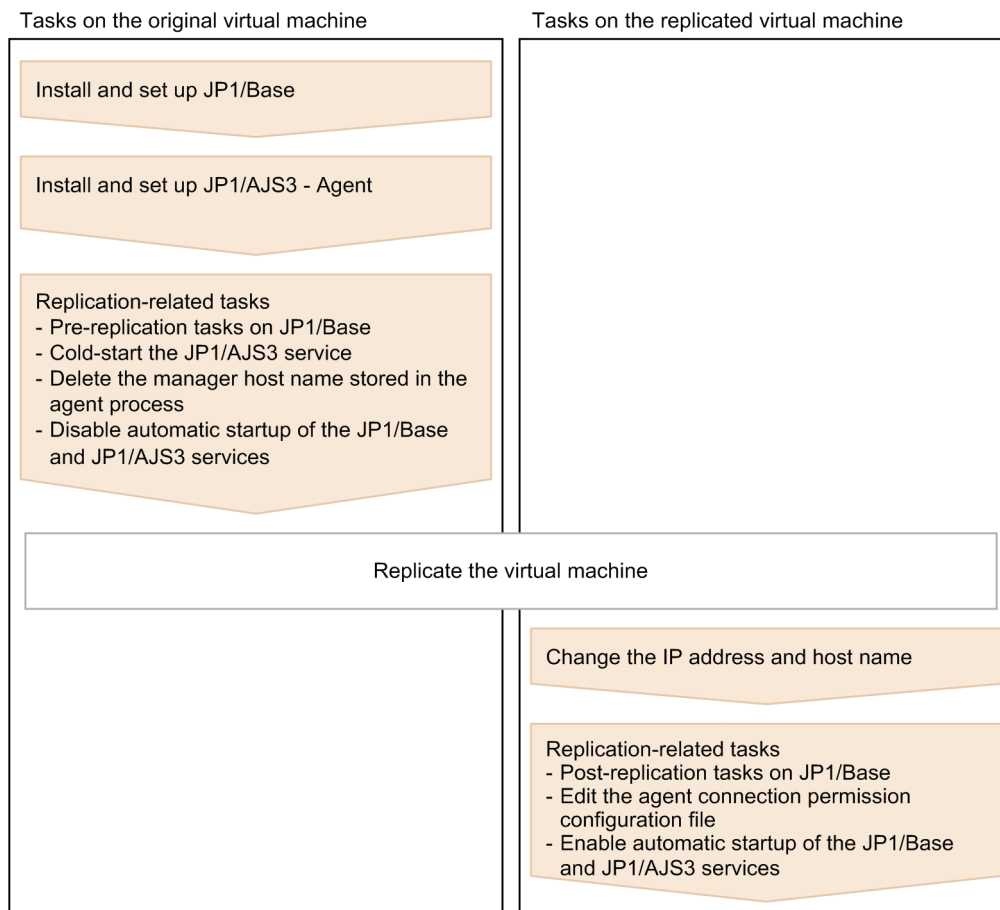 Tasks on the original virtual machine
Install and set up JP1/Base
Install and set up JP1/AJS3 - Agent
Replication-related tasks
- Pre-replication tasks on JP1/Base
- Cold-start the JP1/AJS3 service
- Delete the manager host name stored in the
agent process
- Disable automatic startup of the JP1/Base
and JP1/AJS3 services
Tasks on the replicated virtual machine
Replicate the virtual machine
Change the IP address and host name
Replication-related tasks
- Post-replication tasks on JP1/Base
- Edit the agent connection permission
configuration file
- Enable automatic startup of the JP1/Base
and JP1/AJS3 services